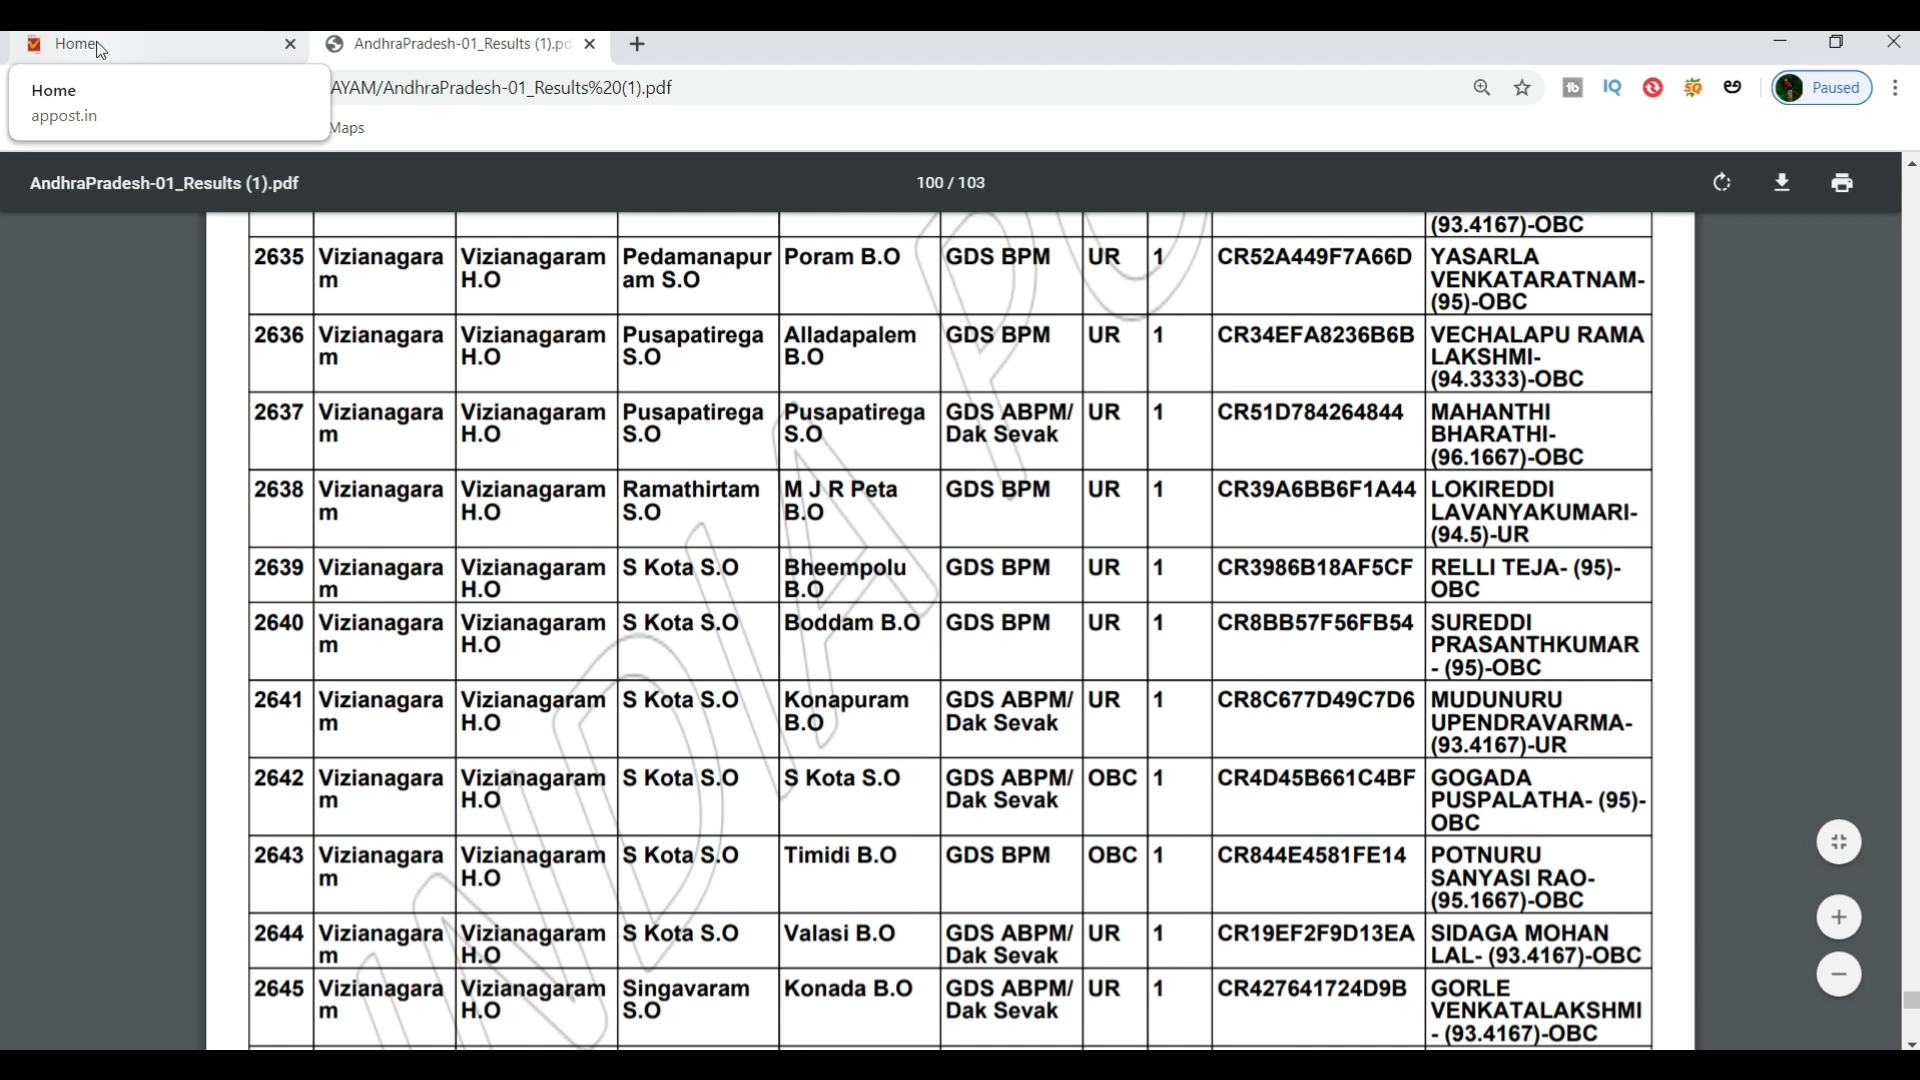 Home
AndhraPradesh-01_Results (1).pd
Home
appost.in
AYAM/AndhraPradesh-01_Results%20(1).pdf
Paused
Maps
AndhraPradesh-01_Results (1).pdf
100 / 103
(93.4167)-OBC
2635 Vizianagara Vizianagaram Pedamanapur Poram B.O GDS BPM UR 1 CR52A449F7A66D YASARLA
m H.O am S.O VENKATARATNAM-
(95)-OBC
2636 Vizianagara Vizianagaram Pusapatirega Alladapalem GDS BPM UR 1 CR34EFA8236B6B VECHALAPU RAMA
m H.O S.O B.O LAKSHMI-
(94.3333)-OBC
2637 Vizianagara Vizianagaram Pusapatirega Pusapatirega GDS ABPM/ UR 1 CR51D784264844 MAHANTHI
m H.O S.O S.O Dak Sevak BHARATHI-
(96.1667)-OBC
2638 Vizianagara Vizianagaram Ramathirtam M J R Peta GDS BPM UR 1 CR39A6BB6F1A44 LOKIREDDI
m H.O S.O B.O LAVANYAKUMARI-
(94.5)-UR
2639 Vizianagara Vizianagaram S Kota S.O Bheempolu GDS BPM UR 1 CR3986B18AF5CF RELLI TEJA- (95)-
m H.O B.O OBC
2640 Vizianagara Vizianagaram S Kota S.O Boddam B.O GDS BPM UR 1 CR8BB57F56FB54 SUREDDI
m H.O PRASANTHKUMAR
- (95)-OBC
2641 Vizianagara Vizianagaram S Kota S.O Konapuram GDS ABPM/ UR 1 CR8C677D49C7D6 MUDUNURU
m H.O B.O Dak Sevak UPENDRAVARMA-
(93.4167)-UR
2642 Vizianagara Vizianagaram S Kota S.O S Kota S.O GDS ABPM/ OBC 1 CR4D45B661C4BF GOGADA
m H.O Dak Sevak PUSPALATHA- (95)-
OBC
2643 Vizianagara Vizianagaram S Kota S.O Timidi B.O GDS BPM OBC 1 CR844E4581FE14 POTNURU
m H.O SANYASI RAO-
(95.1667)-OBC
2644 Vizianagara Vizianagaram S Kota S.O Valasi B.O GDS ABPM/ UR 1 CR19EF2F9D13EA SIDAGA MOHAN
m H.O Dak Sevak LAL- (93.4167)-OBC
2645 Vizianagara Vizianagaram Singavaram Konada B.O GDS ABPM/ UR 1 CR427641724D9B GORLE
m H.O S.O Dak Sevak VENKATALAKSHMI
- (93.4167)-OBC